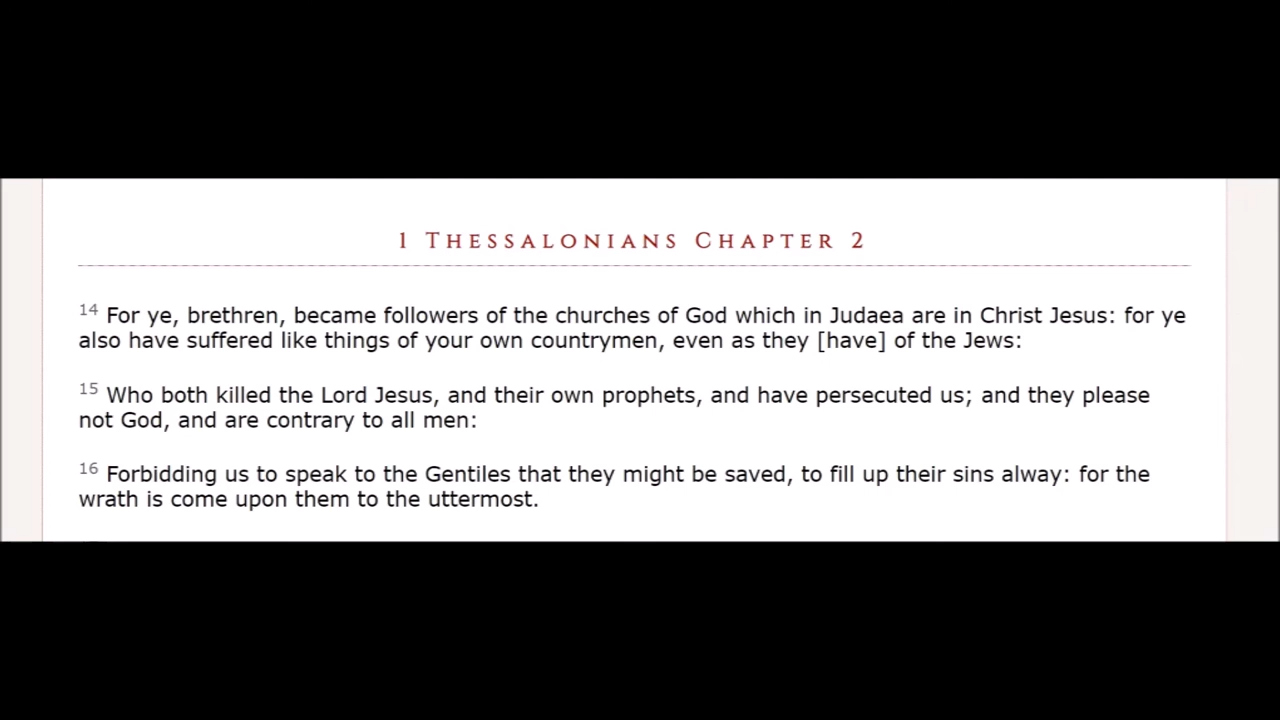 1 Thessalonians Chapter 2
14 For ye, brethren, became followers of the churches of God which in Judaea are in Christ Jesus: for ye
also have suffered like things of your own countrymen, even as they [have] of the Jews:
15 Who both killed the Lord Jesus, and their own prophets, and have persecuted us; and they please
not God, and are contrary to all men:
16 Forbidding us to speak to the Gentiles that they might be saved, to fill up their sins alway: for the
wrath is come upon them to the uttermost.